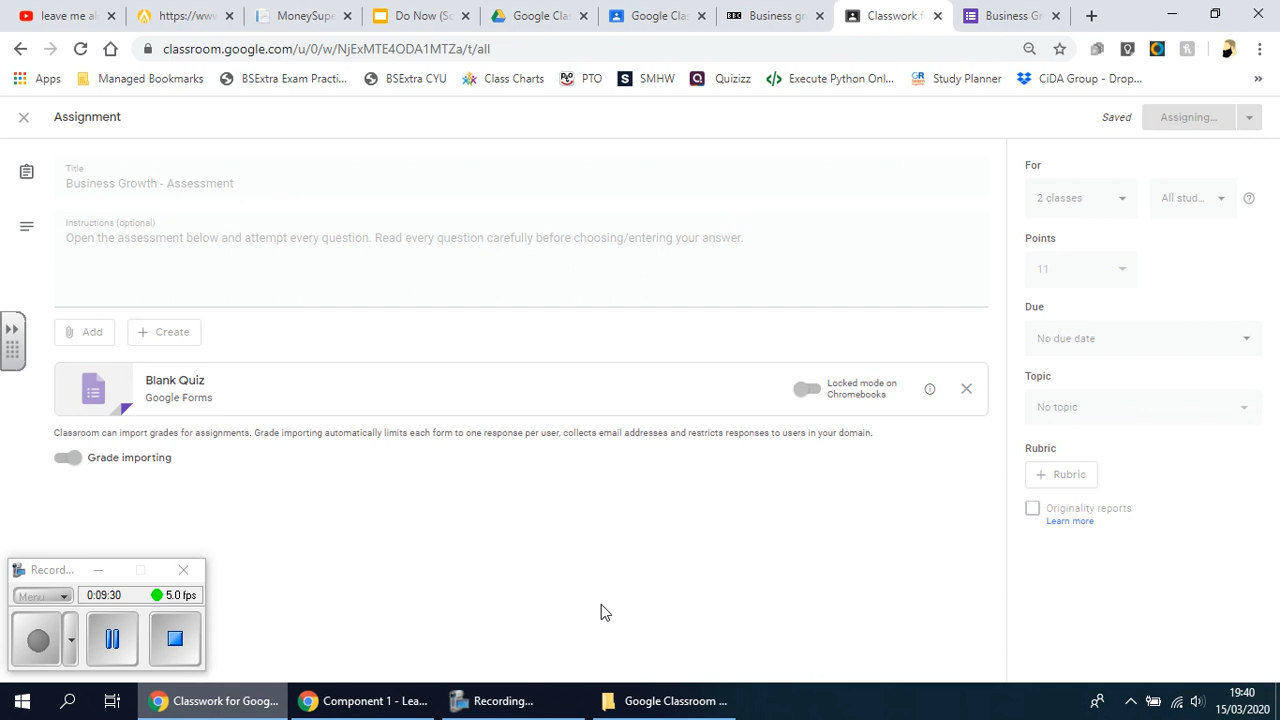 leave me al
https://www
MoneySupe
Do Now (Sc
Google Cla
Google Clas
Business gr
Classwork f
Business Gr
classroom.google.com/u/0/w/NjExMTE4ODA1MTZa/t/all
Apps
Managed Bookmarks
BSExtra Exam Practi...
BSExtra CYU
Class Charts
PTO
SMHW
Quizizz
Execute Python Onl...
Study Planner
CiDA Group - Drop...
Assignment
Saved
Assigning...
Title
Business Growth - Assessment
Instructions (optional)
Open the assessment below and attempt every question. Read every question carefully before choosing/entering your answer.
Add
Create
Blank Quiz
Google Forms
Locked mode on
Chromebooks
Classroom can import grades for assignments. Grade importing automatically limits each form to one response per user, collects email addresses and restricts responses to users in your domain.
Grade importing
For
2 classes
All stud...
Points
11
Due
No due date
Topic
No topic
Rubric
Rubric
Originality reports
Learn more
Record...
Menu
0:09:30
5.0 fps
Classwork for Goog...
Component 1 - Lea...
Recording...
Google Classroom ...
19:40
15/03/2020